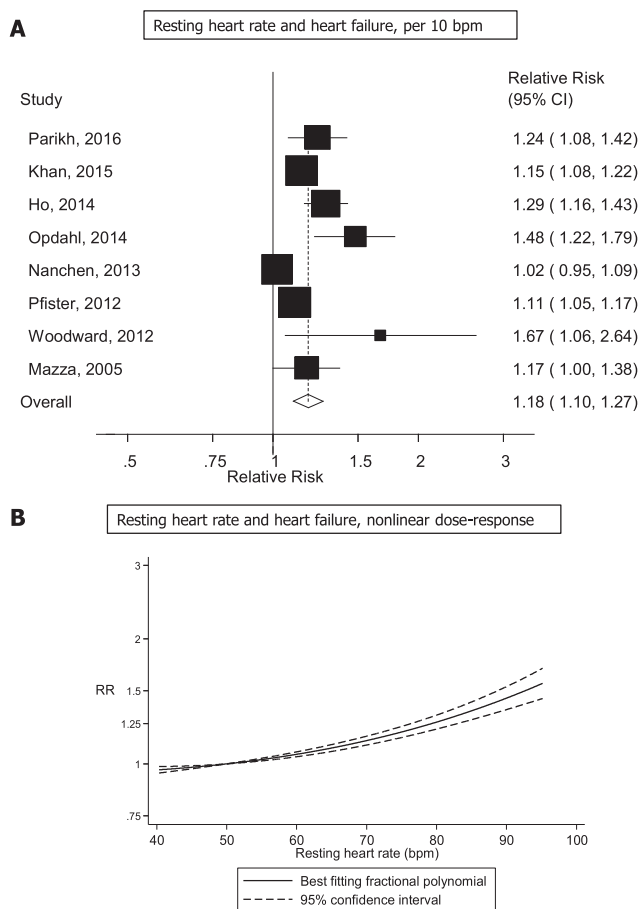 A
Resting heart rate and heart failure, per 10 bpm
Relative Risk
Study (95% CI)
Parikh, 2016 1.24 ( 1.08, 1.42)
Khan, 2015 1.15 ( 1.08, 1.22)
Ho, 2014 1.29 ( 1.16, 1.43)
Opdahl, 2014 1.48 ( 1.22, 1.79)
Nanchen, 2013 1.02 ( 0.95, 1.09)
Pfister, 2012 1.11 ( 1.05, 1.17)
Woodward, 2012 1.67 ( 1.06, 2.64)
Mazza, 2005 1.17 ( 1.00, 1.38)
Overall 1.18 ( 1.10, 1.27)
.5 .75 1 1.5 2 3
Relative Risk
B
Resting heart rate and heart failure, nonlinear dose-response
3
2
RR 1.5
1.25
1
.75
40 50 60 70 80 90 100
Resting heart rate (bpm)
Best fitting fractional polynomial
95% confidence interval